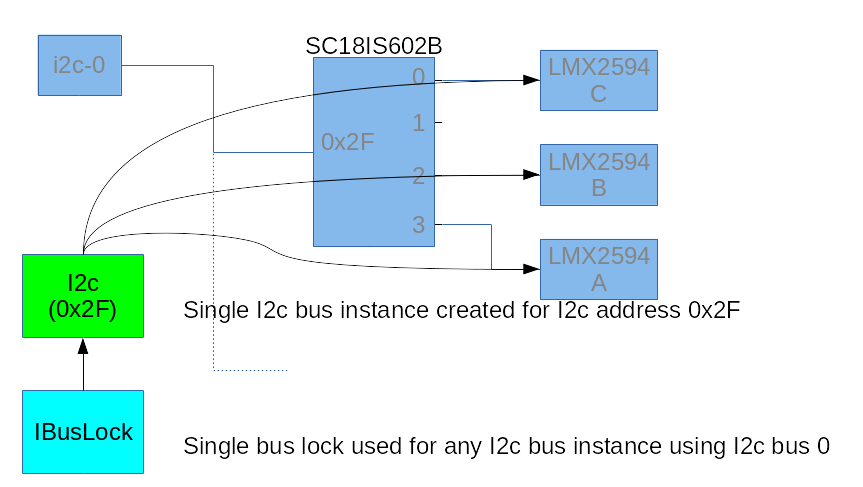 SC18IS602B
i2c-0
0
LMX2594
C
1
0x2F
2
LMX2594
B
3
LMX2594
A
I2c
(0x2F)
Single I2c bus instance created for I2c address 0x2F
IBusLock
Single bus lock used for any I2c bus instance using I2c bus 0